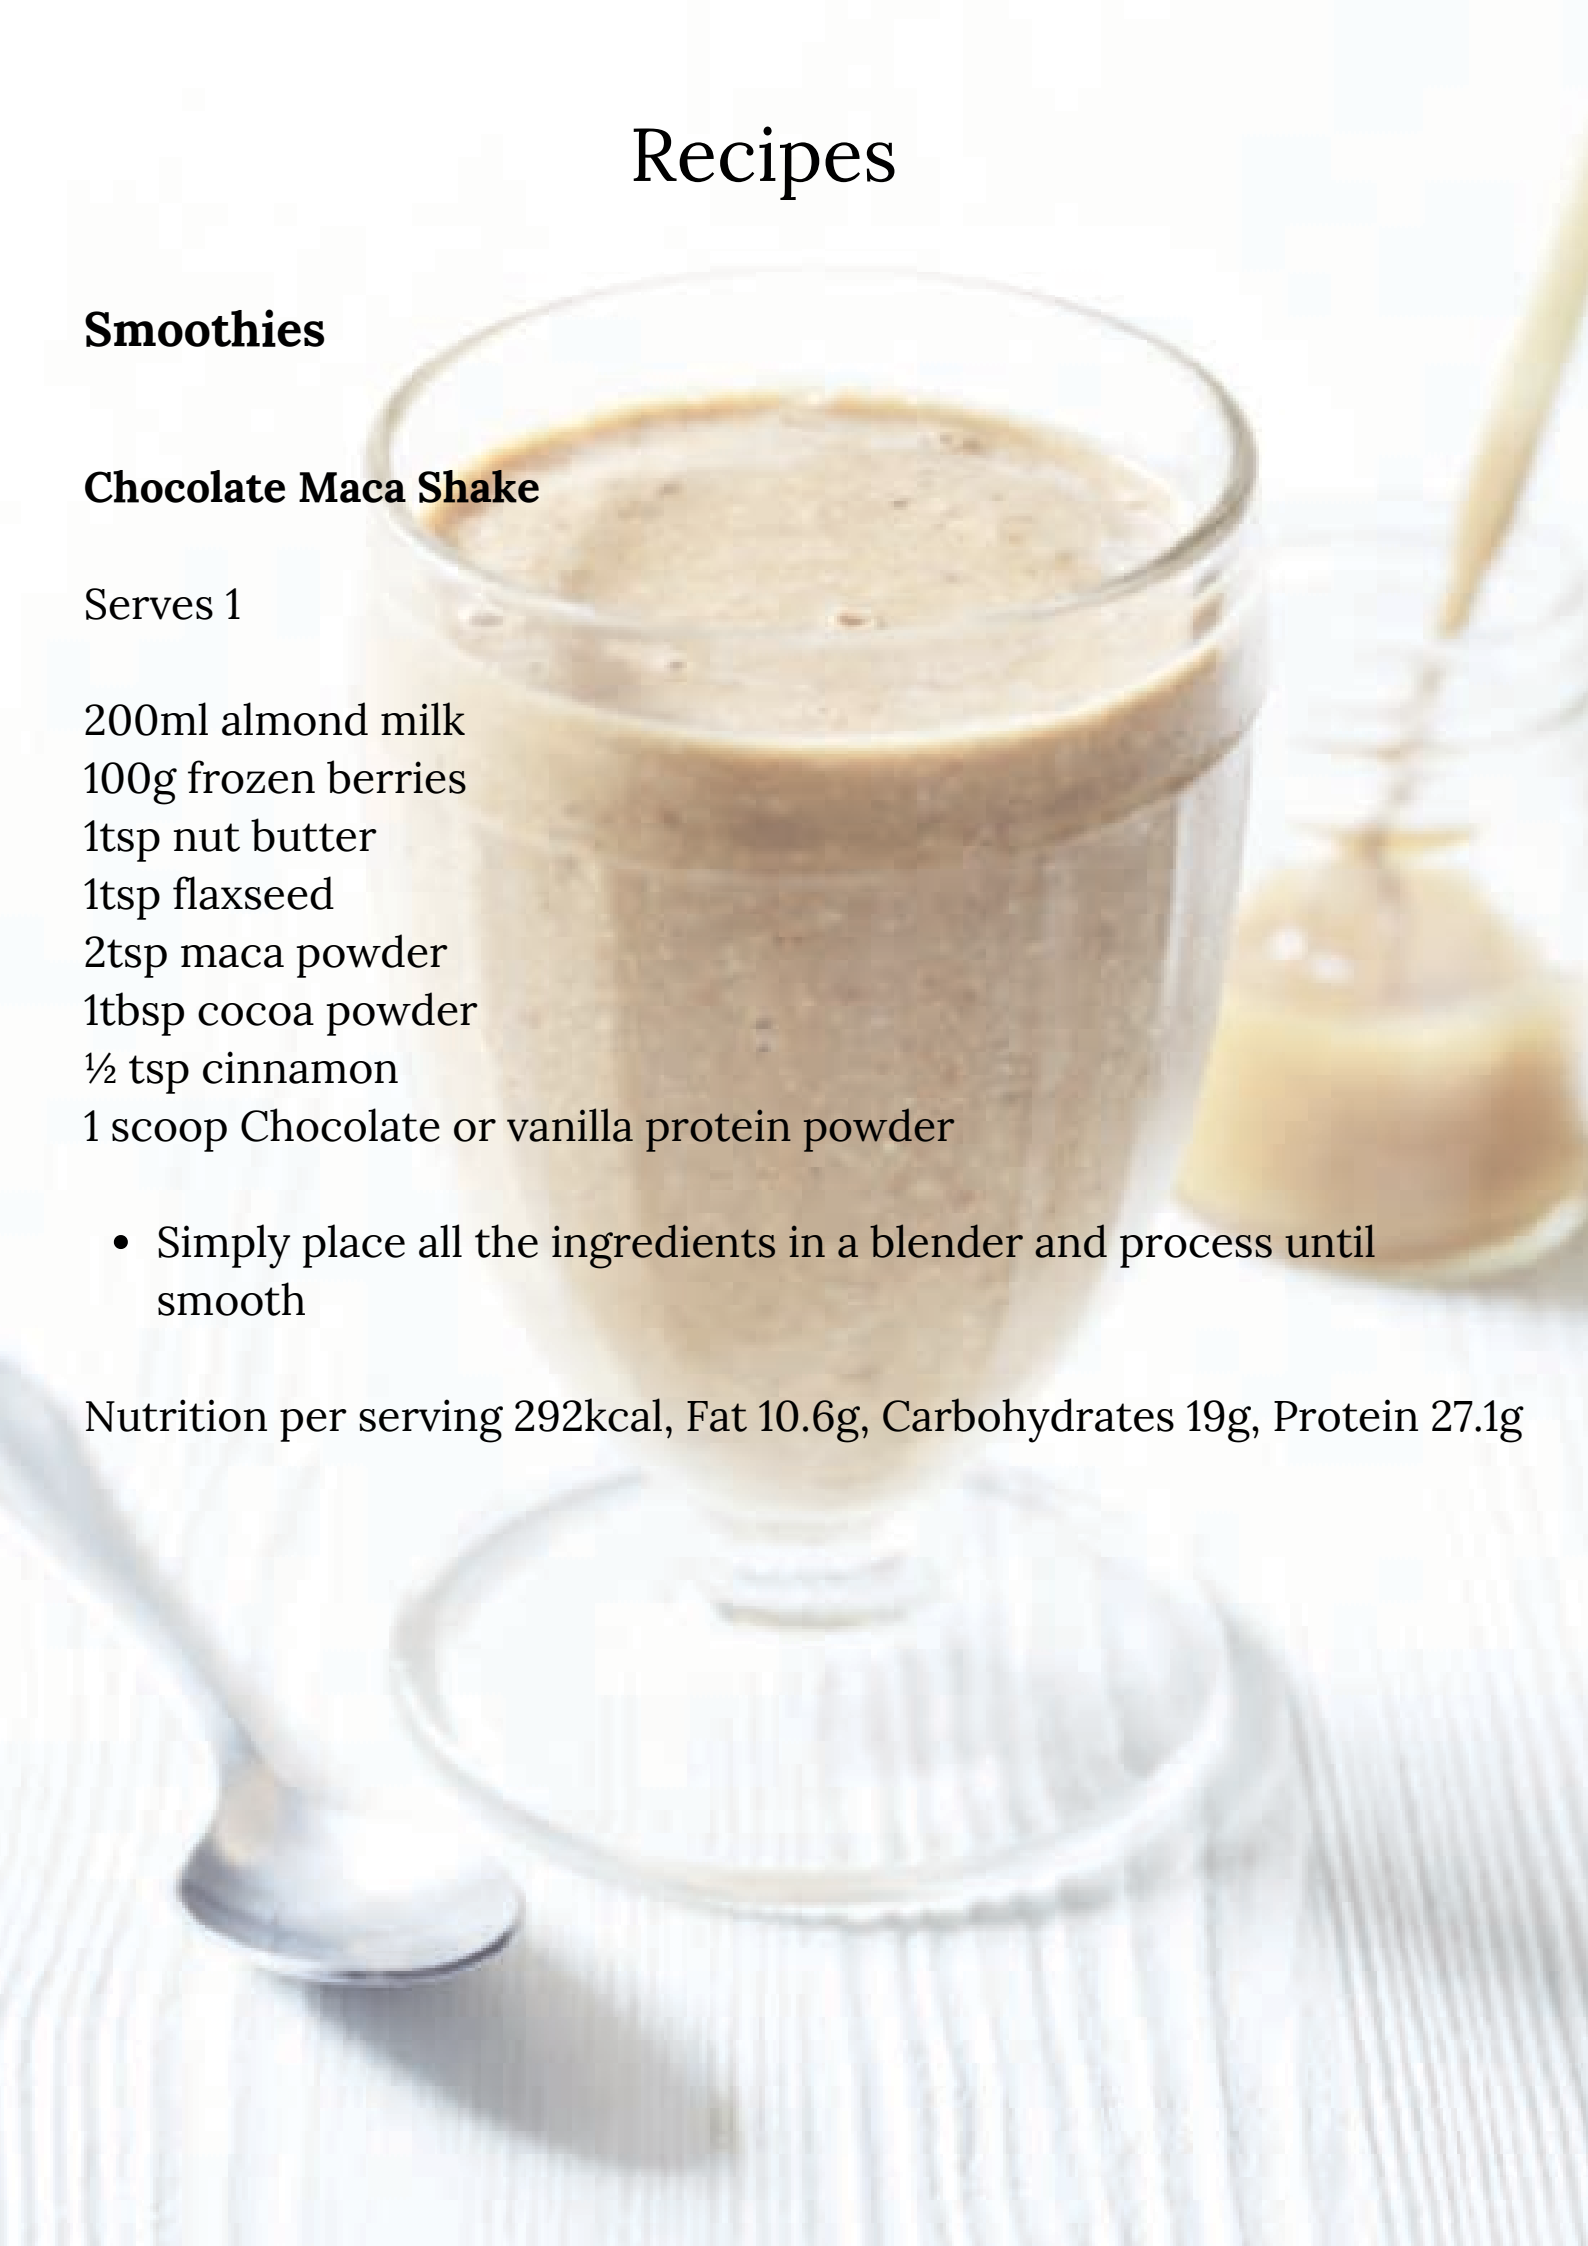 Recipes
Smoothies
Chocolate Maca Shake
Serves 1
200ml almond milk
100g frozen berries
1tsp nut butter
1tsp flaxseed
2tsp maca powder
1tbsp cocoa powder
½ tsp cinnamon
1 scoop Chocolate or vanilla protein powder
• Simply place all the ingredients in a blender and process until
smooth
Nutrition per serving 292kcal, Fat 10.6g, Carbohydrates 19g, Protein 27.1g